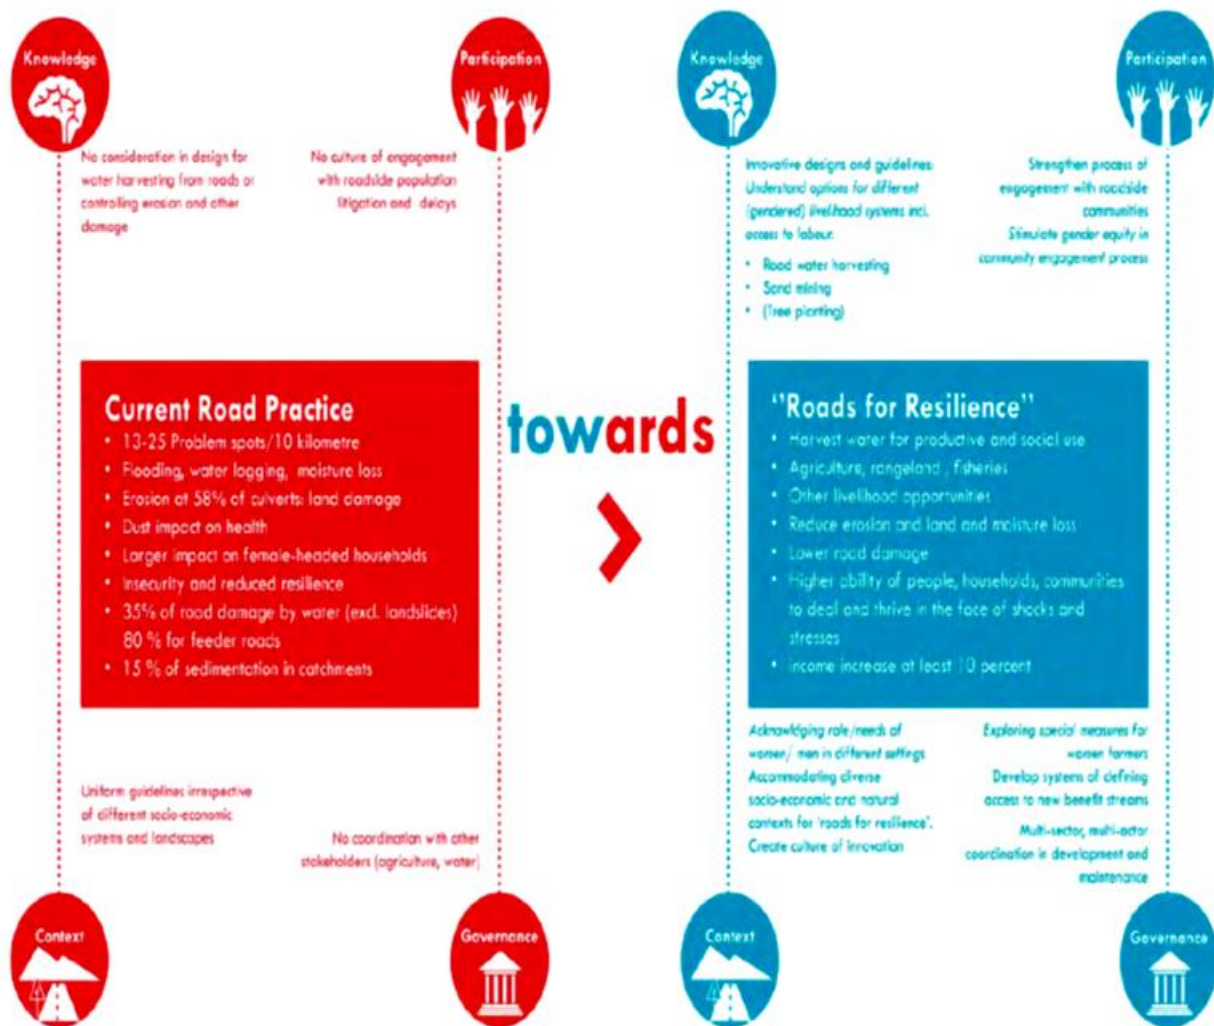 Knowledge
Participation
No consideration in design for
water harvesting from roads or
controlling erosion and other
damage
No culture of engagement
with roadside population
litigation and delays
Current Road Practice
• 13-25 Problem spots/10 kilometre
• Flooding, water logging, moisture loss
• Erosion at 58% of culverts: land damage
• Dust impact on health
• Larger impact on female-headed households
• Insecurity and reduced resilience
• 35% of road damage by water (excl. landslides)
80 % for feeder roads
• 15 % of sedimentation in catchments
Uniform guidelines irrespective
of different socio-economic
systems and landscapes
No coordination with other
stakeholders (agriculture, water)
Context
Governance
towards
Knowledge
Participation
Innovative designs and guidelines
Understand options for different
(gendered) livelihood systems incl.
access to labour.
• Road water harvesting
• Sand mining
• (Tree planting)
Strengthen process of
engagement with roadside
communities
Stimulate gender equity in
community engagement process
"Roads for Resilience"
• Harvest water for productive and social use
• Agriculture, rangeland , fisheries
• Other livelihood opportunities
• Reduce erosion and land and moisture loss
• Lower road damage
• Higher ability of people, households, communities
to deal and thrive in the face of shocks and
stresses
• income increase at least 10 percent
Acknowldging role/needs of
women/ men in different settings
Accommodating diverse
socio-economic and natural
contexts for 'roads for resilience'.
Create culture of innovation
Exploring special measures for
women farmers
Develop systems of defining
access to new benefit streams
Multi-sector, multi-actor
coordination in development and
maintenance
Context
Governance